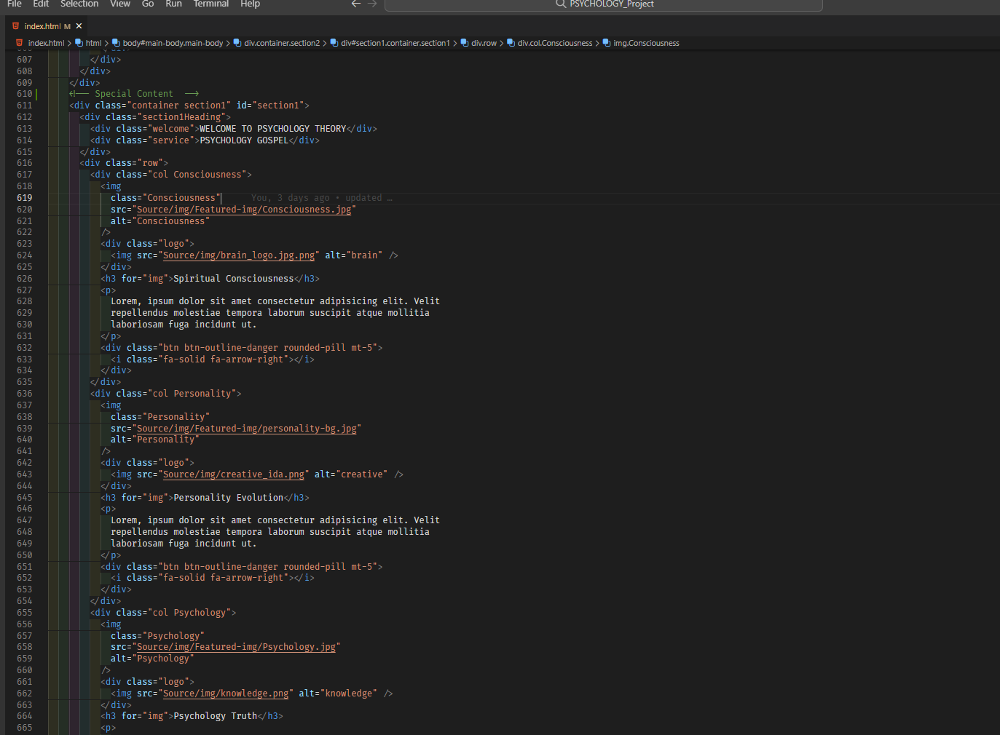 File Edit Selection View Go Run Terminal Help PSYCHOLOGY_Project
index.html M
index.html > html > body#main-body.main-body > div.container.section2 > div#section1.container.section1 > div.row > div.col.Consciousness > img.Consciousness
607 </div>
608 </div>
609 </div>
610 <!-- Special Content -->
611 <div class="container section1" id="section1">
612 <div class="section1Heading">
613 <div class="welcome">WELCOME TO PSYCHOLOGY THEORY</div>
614 <div class="service">PSYCHOLOGY GOSPEL</div>
615 </div>
616 <div class="row">
617 <div class="col Consciousness">
618 <img
619 class="Consciousness" You, 3 days ago • updated …
620 src="Source/img/Featured-img/Consciousness.jpg"
621 alt="Consciousness"
622 />
623 <div class="logo">
624 <img src="Source/img/brain_logo.jpg.png" alt="brain" />
625 </div>
626 <h3 for="img">Spiritual Consciousness</h3>
627 <p>
628 Lorem, ipsum dolor sit amet consectetur adipisicing elit. Velit
629 repellendus molestiae tempora laborum suscipit atque mollitia
630 laboriosam fuga incidunt ut.
631 </p>
632 <div class="btn btn-outline-danger rounded-pill mt-5">
633 <i class="fa-solid fa-arrow-right"></i>
634 </div>
635 </div>
636 <div class="col Personality">
637 <img
638 class="Personality"
639 src="Source/img/Featured-img/personality-bg.jpg"
640 alt="Personality"
641 />
642 <div class="logo">
643 <img src="Source/img/creative_ida.png" alt="creative" />
644 </div>
645 <h3 for="img">Personality Evolution</h3>
646 <p>
647 Lorem, ipsum dolor sit amet consectetur adipisicing elit. Velit
648 repellendus molestiae tempora laborum suscipit atque mollitia
649 laboriosam fuga incidunt ut.
650 </p>
651 <div class="btn btn-outline-danger rounded-pill mt-5">
652 <i class="fa-solid fa-arrow-right"></i>
653 </div>
654 </div>
655 <div class="col Psychology">
656 <img
657 class="Psychology"
658 src="Source/img/Featured-img/Psychology.jpg"
659 alt="Psychology"
660 />
661 <div class="logo">
662 <img src="Source/img/knowledge.png" alt="knowledge" />
663 </div>
664 <h3 for="img">Psychology Truth</h3>
665 <p>